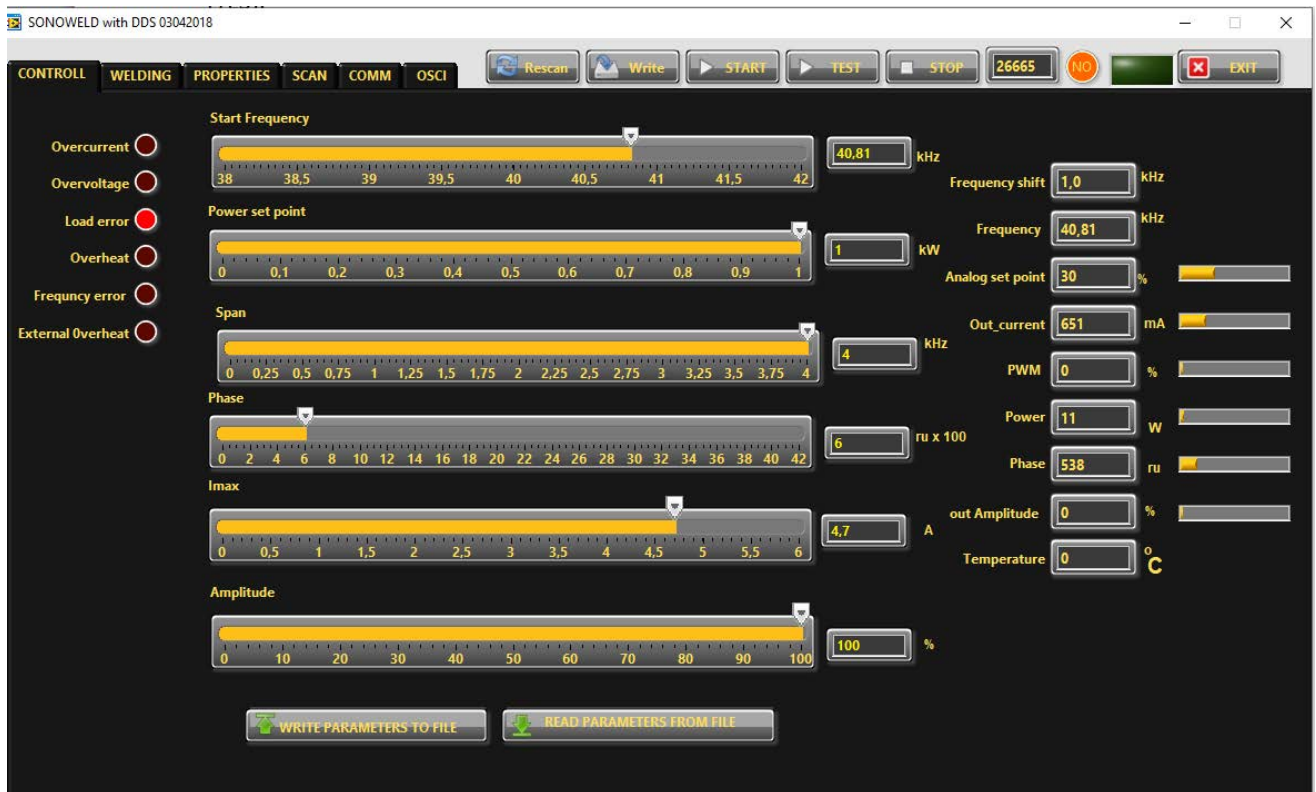 SONOWELD with DDS 03042018
CONTROLL WELDING PROPERTIES SCAN COMM OSCI Rescan Write START TEST STOP 26665 NO EXIT
Overcurrent
Overvoltage
Load error
Overheat
Frequncy error
External 0verheat
Start Frequency
40,81 kHz
38 38,5 39 39,5 40 40,5 41 41,5 42
Power set point
1 kW
0 0,1 0,2 0,3 0,4 0,5 0,6 0,7 0,8 0,9 1
Span
4 kHz
0 0,25 0,5 0,75 1 1,25 1,5 1,75 2 2,25 2,5 2,75 3 3,25 3,5 3,75 4
Phase
6 ru x 100
0 2 4 6 8 10 12 14 16 18 20 22 24 26 28 30 32 34 36 38 40 42
Imax
4,7 A
0 0,5 1 1,5 2 2,5 3 3,5 4 4,5 5 5,5 6
Amplitude
100 %
0 10 20 30 40 50 60 70 80 90 100
Frequency shift 1,0 kHz
Frequency 40,81 kHz
Analog set point 30 %
Out_current 651 mA
PWM 0 %
Power 11 W
Phase 538 ru
out Amplitude 0 %
Temperature 0 °C
WRITE PARAMETERS TO FILE READ PARAMETERS FROM FILE